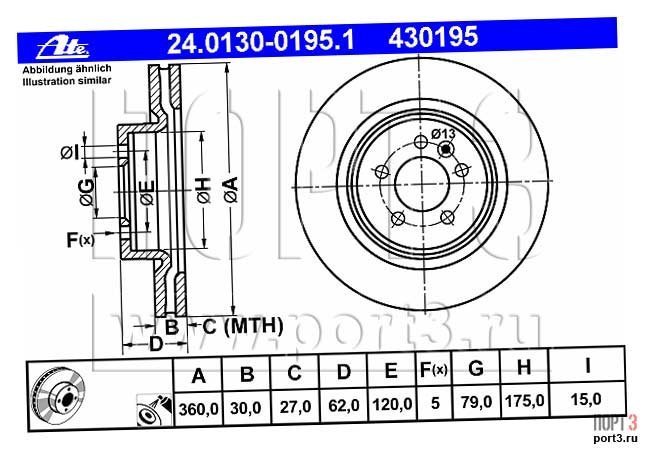 Ate
24.0130-0195.1 430195
Abbildung ähnlich
Illustration similar
ØI
ØG
ØE
ØH
ØA
F(x)
B
C (MTH)
D
Ø13
ПОРТ3
www.port3.ru
A B C D E F(x) G H I
360,0 30,0 27,0 62,0 120,0 5 79,0 175,0 15,0
ПОРТ3
port3.ru